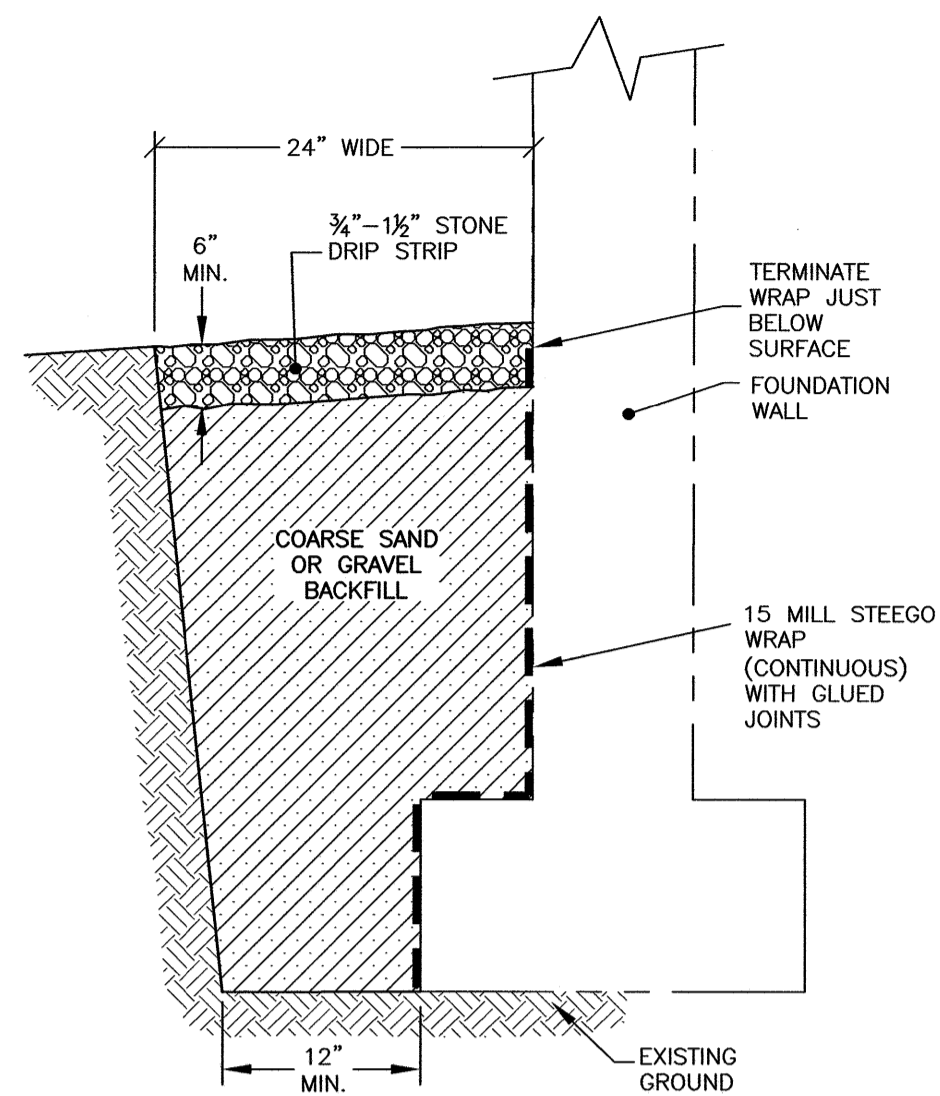 24” WIDE
¾”–1½” STONE
DRIP STRIP
6”
MIN.
TERMINATE
WRAP JUST
BELOW
SURFACE
FOUNDATION
WALL
COARSE SAND
OR GRAVEL
BACKFILL
15 MILL STEEGO
WRAP
(CONTINUOUS)
WITH GLUED
JOINTS
12”
MIN.
EXISTING
GROUND